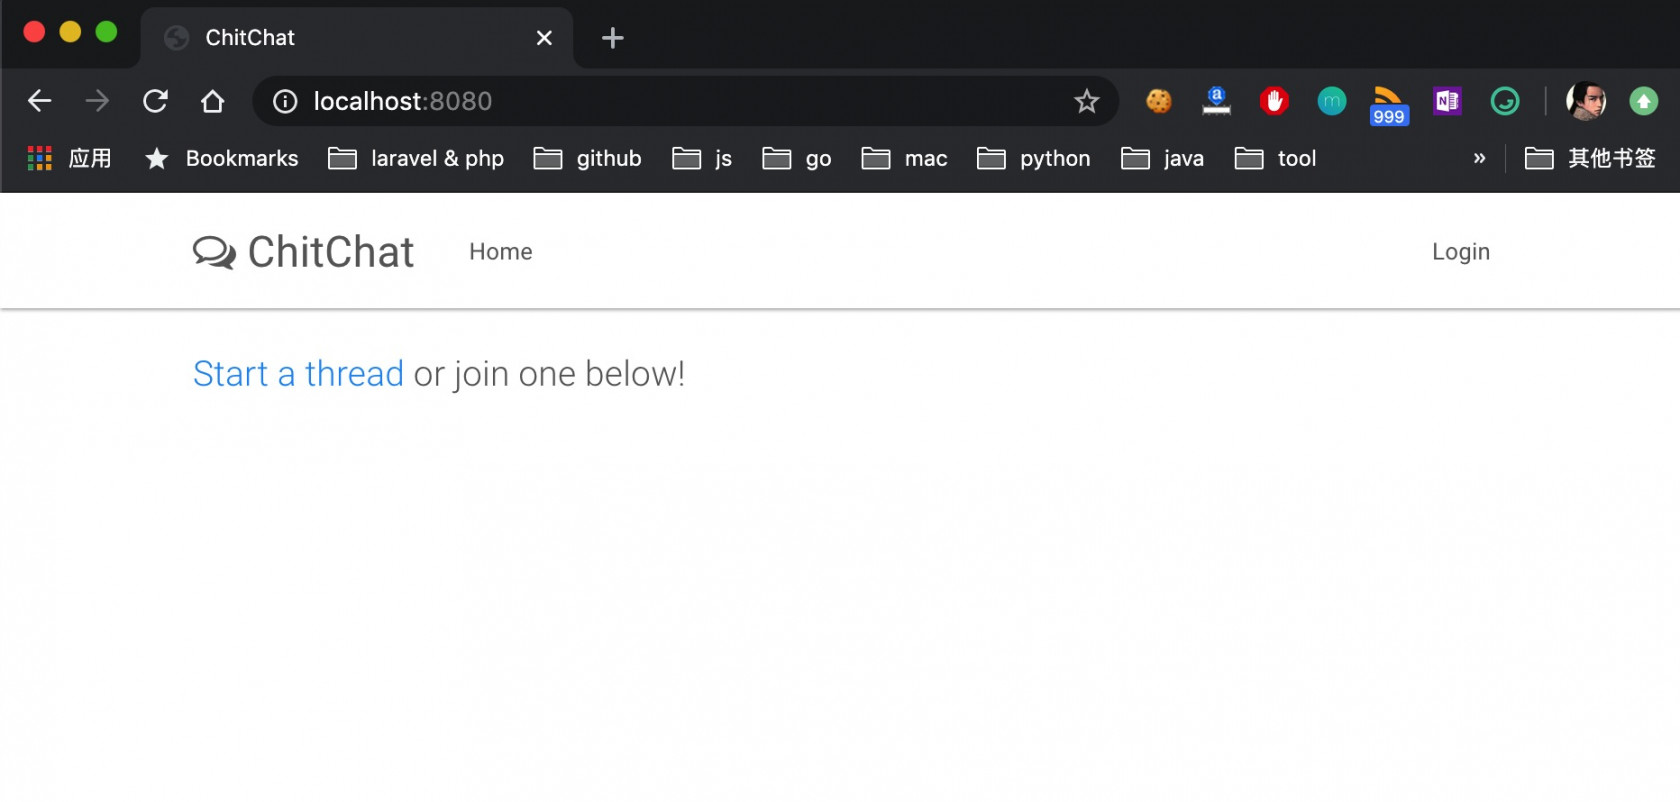 ChitChat
localhost:8080
a
m
999
N
应用 Bookmarks laravel & php github js go mac python java tool » 其他书签
ChitChat Home Login
Start a thread or join one below!